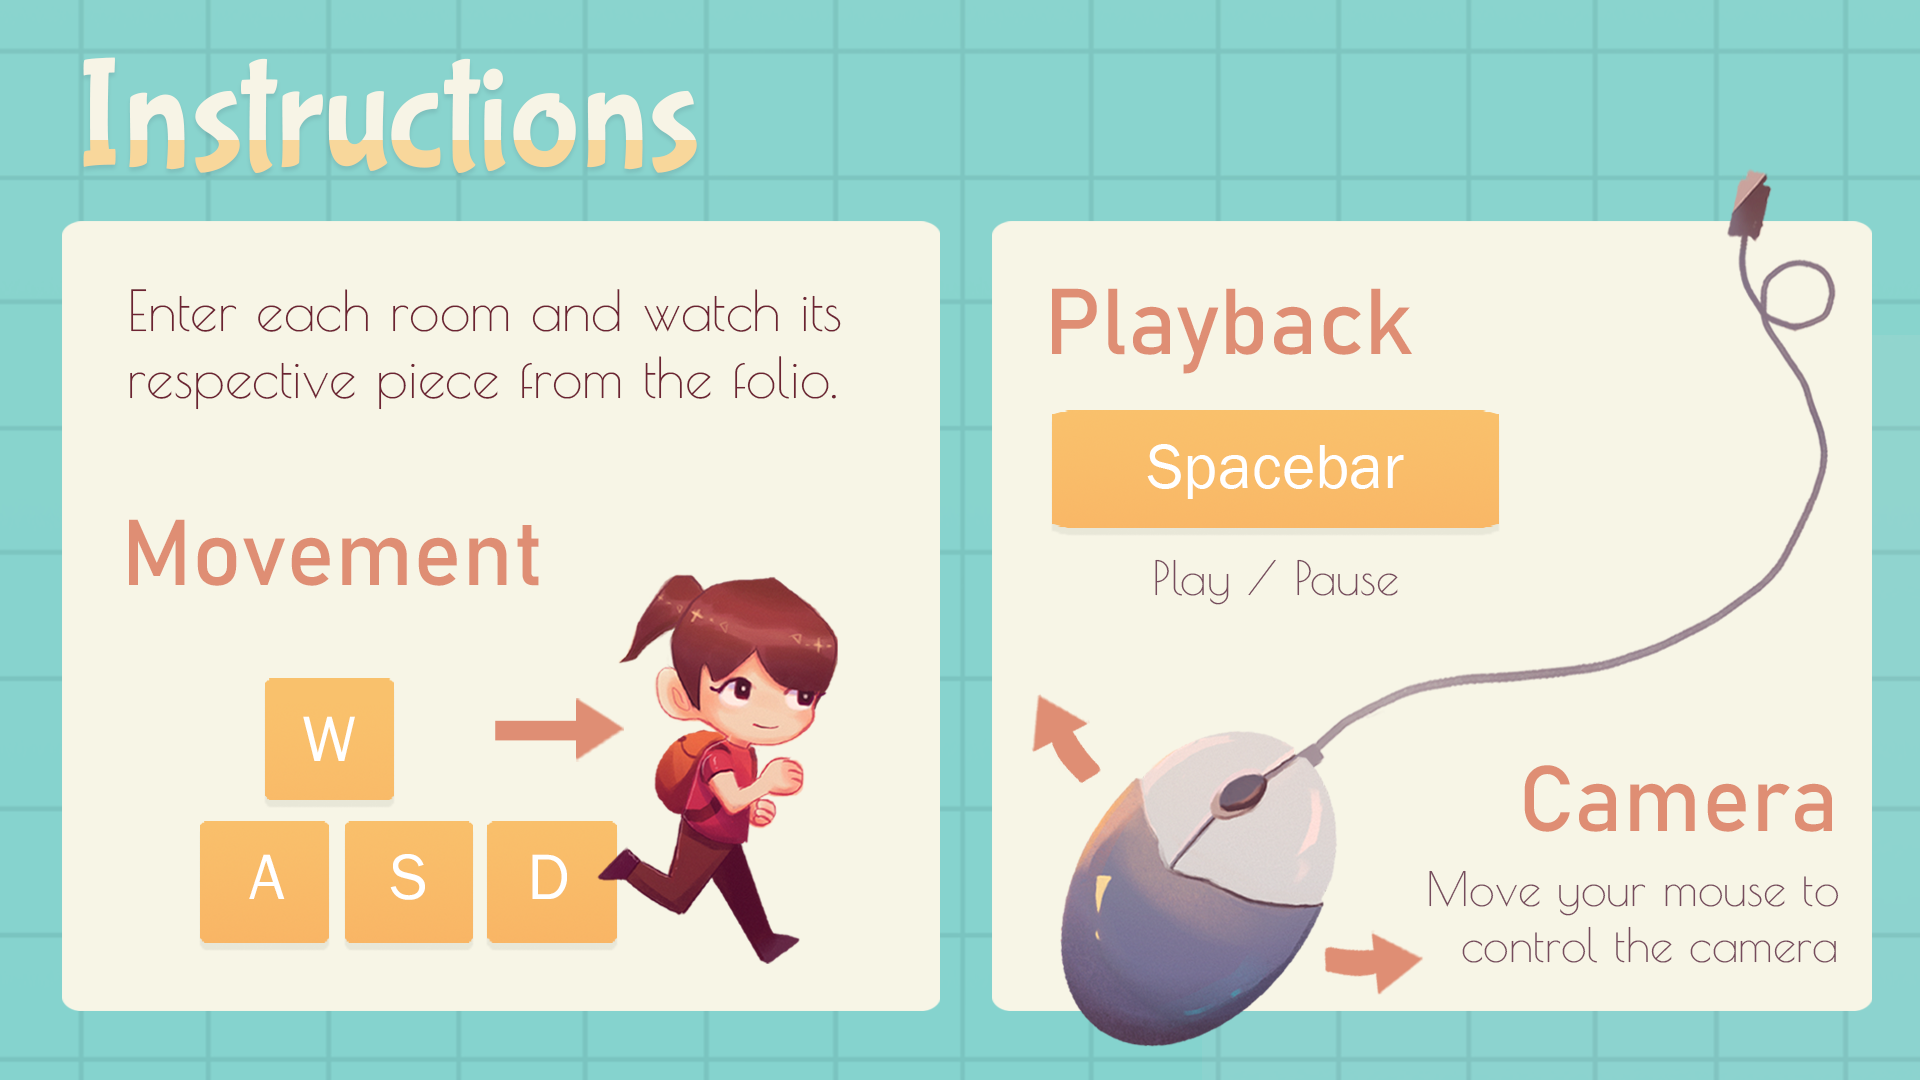 Instructions
Enter each room and watch its
respective piece from the folio.
Movement
W
A S D
Playback
Spacebar
Play / Pause
Camera
Move your mouse to
control the camera